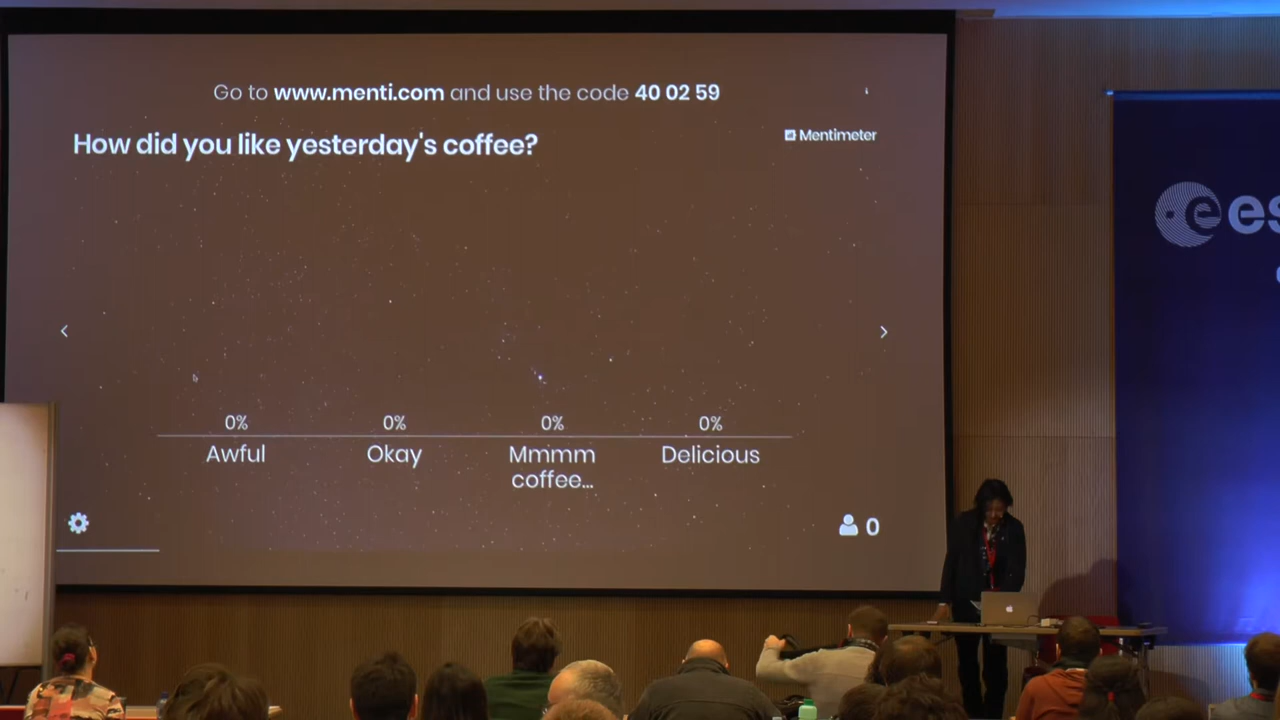 Go to www.menti.com and use the code 40 02 59
How did you like yesterday's coffee?
Mentimeter
0% 0% 0% 0%
Awful Okay Mmmm coffee... Delicious
0
es